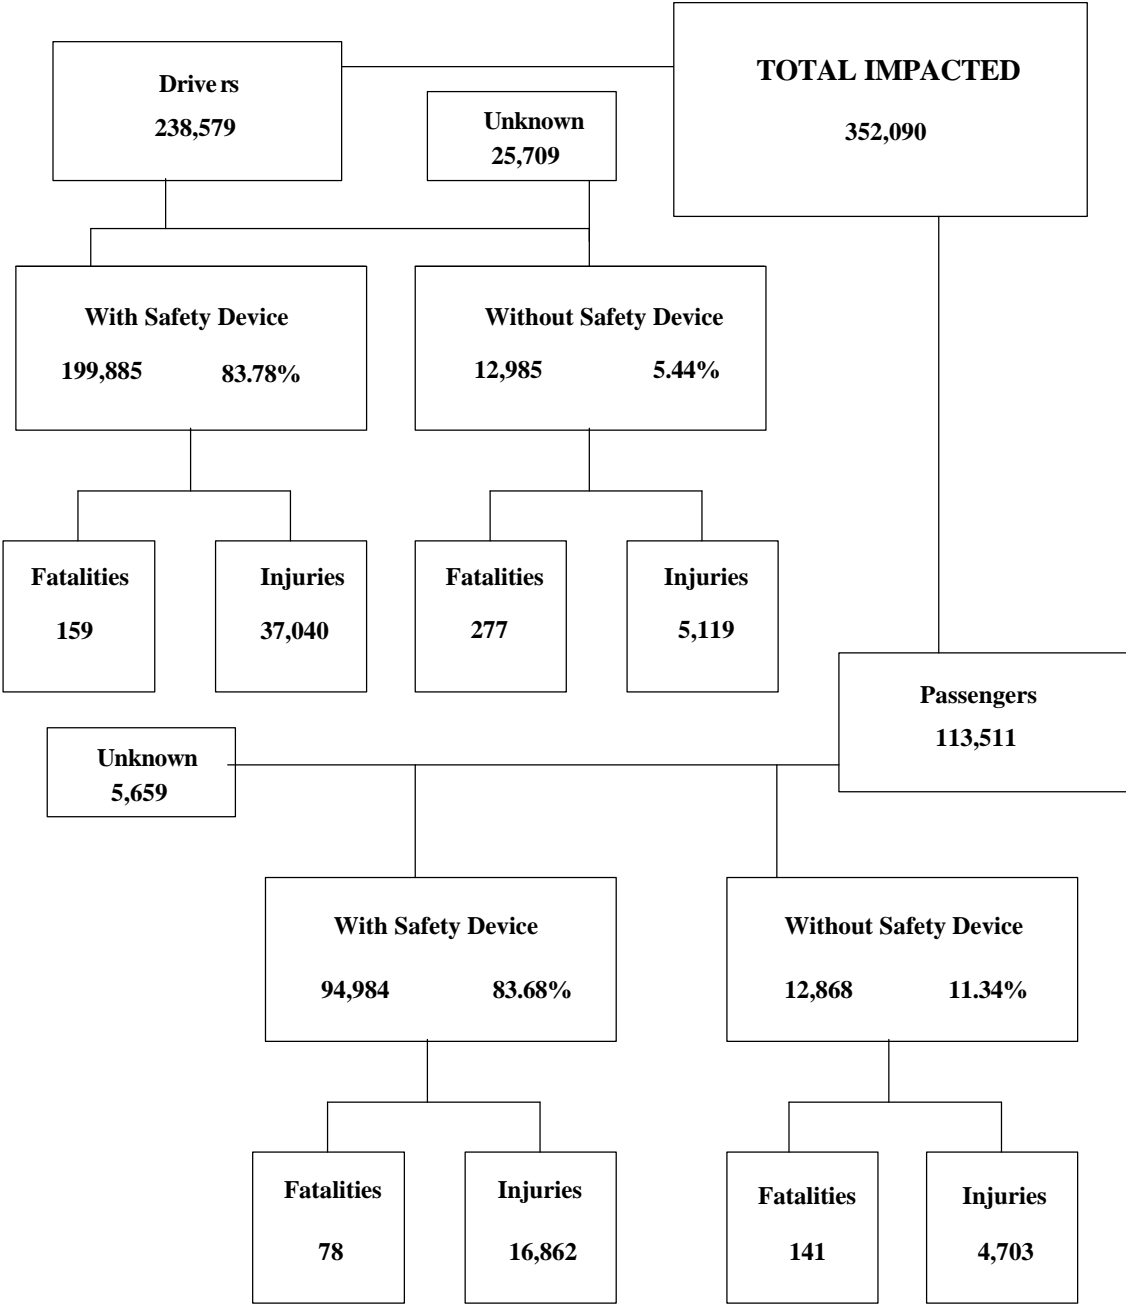 TOTAL IMPACTED
352,090
Drivers
238,579
Unknown
25,709
With Safety Device
199,885 83.78%
Without Safety Device
12,985 5.44%
Fatalities
159
Injuries
37,040
Fatalities
277
Injuries
5,119
Passengers
113,511
Unknown
5,659
With Safety Device
94,984 83.68%
Without Safety Device
12,868 11.34%
Fatalities
78
Injuries
16,862
Fatalities
141
Injuries
4,703